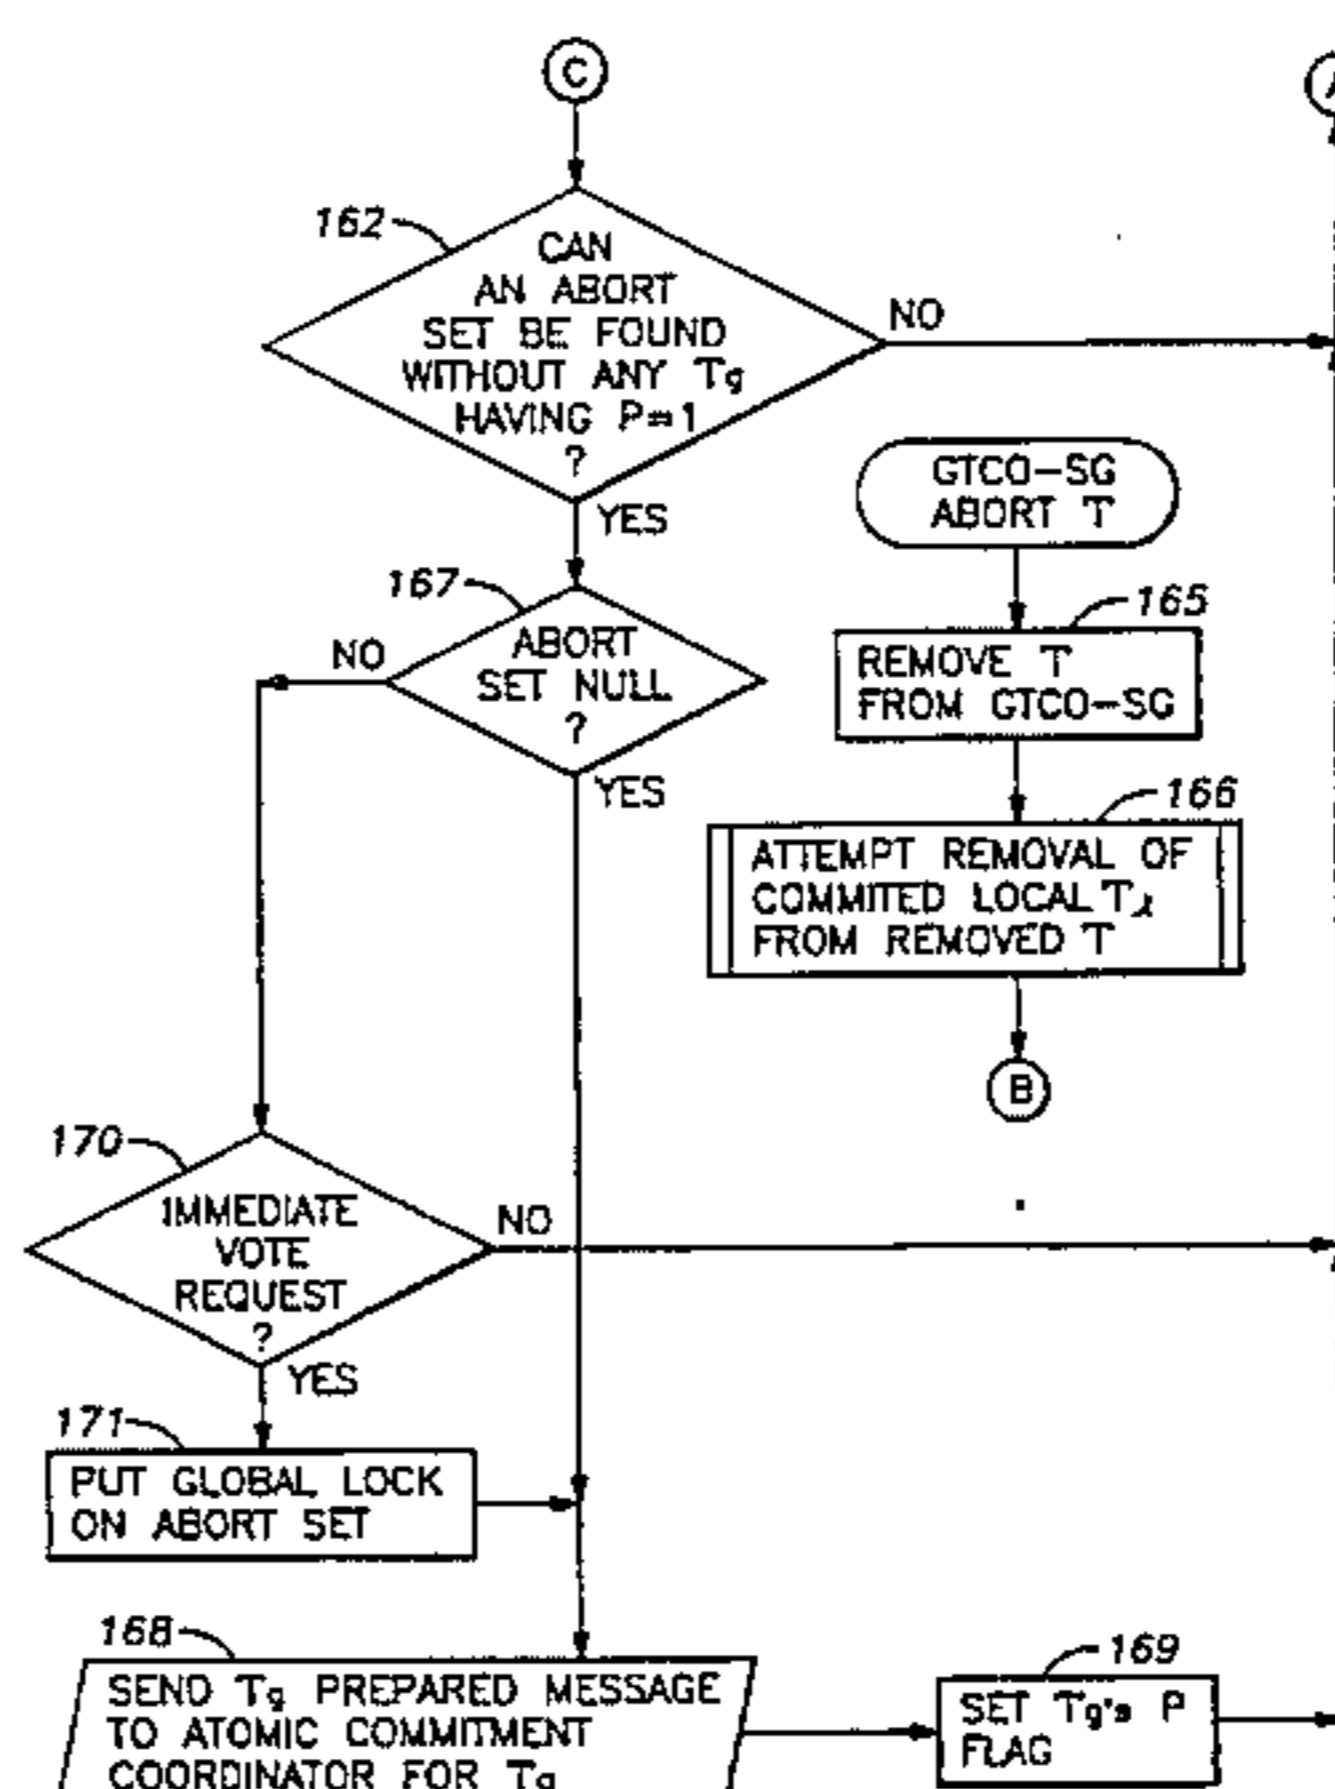 C
A
162
CAN
AN ABORT
SET BE FOUND
WITHOUT ANY Tg
HAVING P=1
?
NO
YES
GTCO-SG
ABORT T
167
ABORT
SET NULL
?
NO
YES
165
REMOVE T
FROM GTCO-SG
166
ATTEMPT REMOVAL OF
COMMITED LOCAL Tℓ
FROM REMOVED T
B
170
IMMEDIATE
VOTE
REQUEST
?
NO
YES
171
PUT GLOBAL LOCK
ON ABORT SET
168
SEND Tg PREPARED MESSAGE
TO ATOMIC COMMITMENT
COORDINATOR FOR Tg
169
SET Tg's P
FLAG